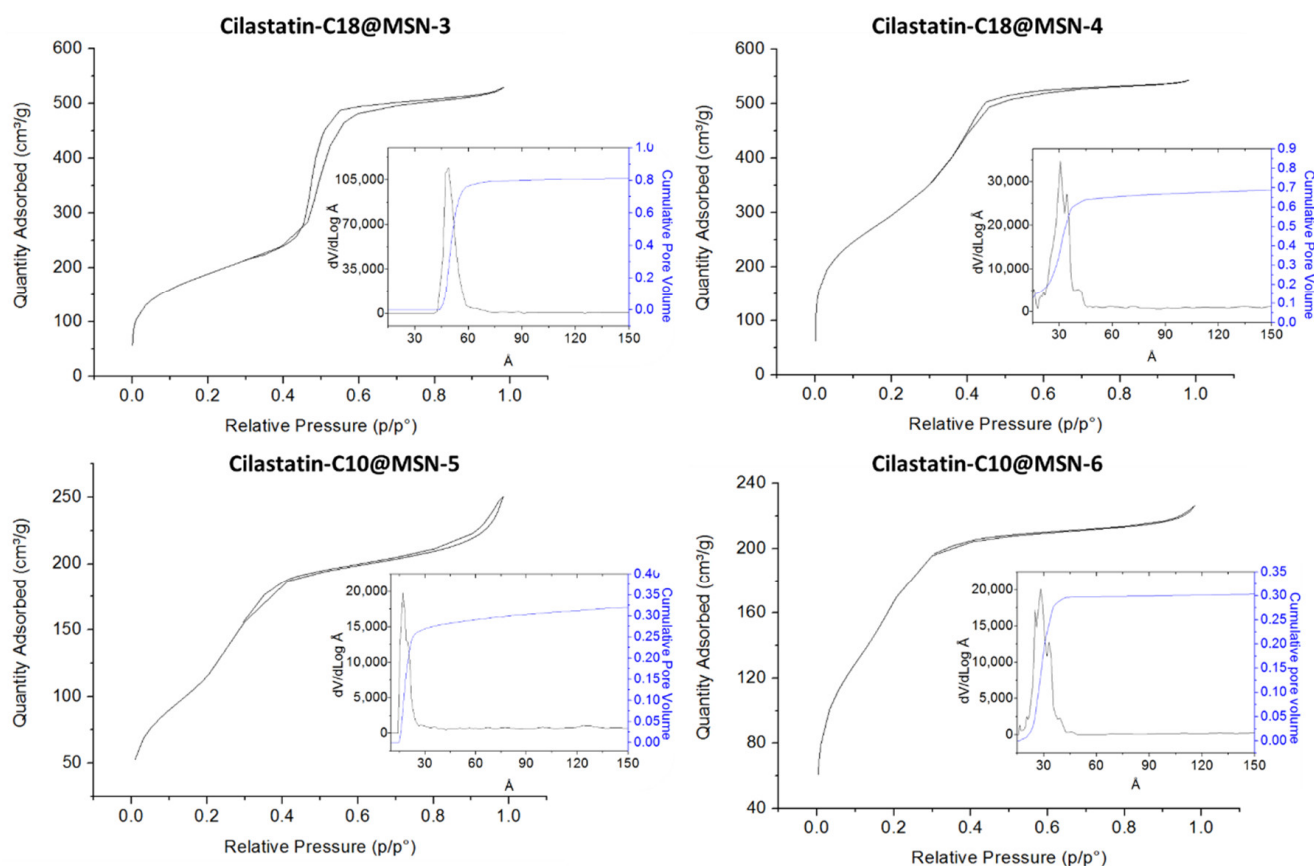 Cilastatin-C18@MSN-3
600
500
400
300
200
100
0
Quantity Adsorbed (cm³/g)
0.0 0.2 0.4 0.6 0.8 1.0
Relative Pressure (p/p°)
105,000
70,000
35,000
0
dV/dLog Å
30 60 90 120 150
Å
1.0
0.8
0.6
0.4
0.2
0.0
Cumulative Pore Volume
Cilastatin-C18@MSN-4
600
500
400
300
200
100
0
Quantity Adsorbed (cm³/g)
0.0 0.2 0.4 0.6 0.8 1.0
Relative Pressure (p/p°)
30,000
20,000
10,000
0
dV/dLog Å
30 60 90 120 150
Å
0.9
0.8
0.7
0.6
0.5
0.4
0.3
0.2
0.1
0.0
Cumulative Pore Volume
Cilastatin-C10@MSN-5
250
200
150
100
50
Quantity Adsorbed (cm³/g)
0.0 0.2 0.4 0.6 0.8 1.0
Relative Pressure (p/p°)
20,000
15,000
10,000
5,000
0
dV/dLog Å
30 60 90 120 150
Å
0.40
0.35
0.30
0.25
0.20
0.15
0.10
0.05
0.00
Cumulative Pore Volume
Cilastatin-C10@MSN-6
240
200
160
120
80
40
Quantity Adsorbed (cm³/g)
0.0 0.2 0.4 0.6 0.8 1.0
Relative Pressure (p/p°)
20,000
15,000
10,000
5,000
0
dV/dLog Å
30 60 90 120 150
Å
0.35
0.30
0.25
0.20
0.15
0.10
0.05
0.00
Cumulative pore volume